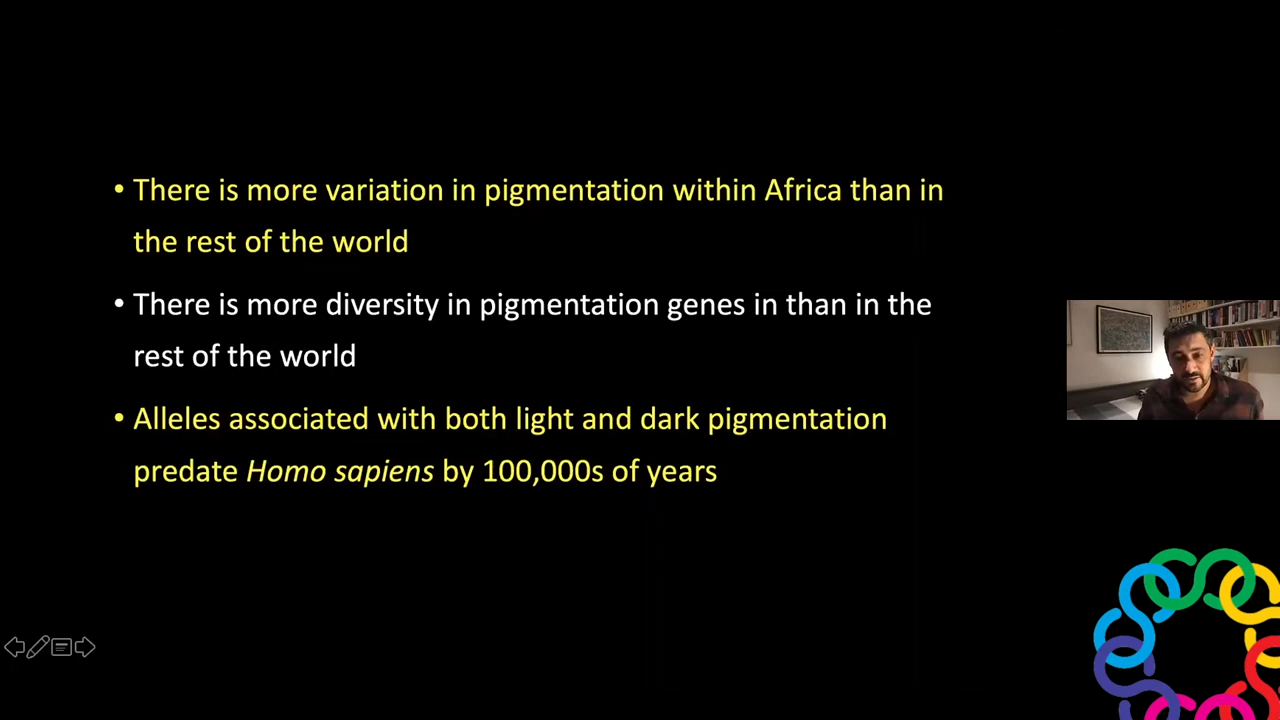 • There is more variation in pigmentation within Africa than in
the rest of the world
• There is more diversity in pigmentation genes in than in the
rest of the world
• Alleles associated with both light and dark pigmentation
predate Homo sapiens by 100,000s of years